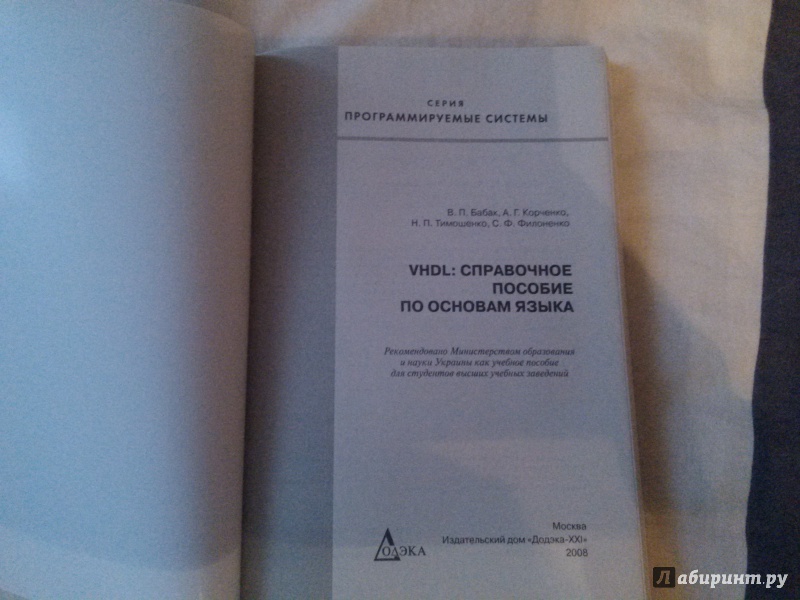 СЕРИЯ
ПРОГРАММИРУЕМЫЕ СИСТЕМЫ
В. П. Бабак, А. Г. Корченко,
Н. П. Тимошенко, С. Ф. Филоненко
VHDL: СПРАВОЧНОЕ
ПОСОБИЕ
ПО ОСНОВАМ ЯЗЫКА
Рекомендовано Министерством образования
и науки Украины как учебное пособие
для студентов высших учебных заведений
ДОДЭКА
Москва
Издательский дом «Додэка-XXI»
2008
Лабиринт.ру